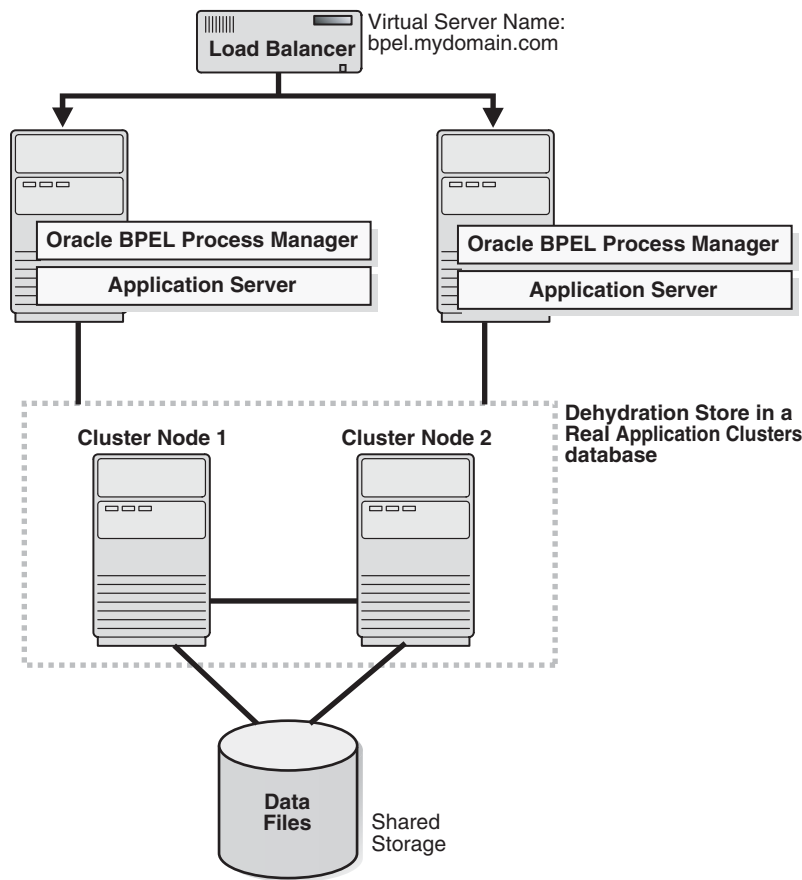 Virtual Server Name:
bpel.mydomain.com
Load Balancer
Oracle BPEL Process Manager
Application Server
Oracle BPEL Process Manager
Application Server
Dehydration Store in a
Real Application Clusters
database
Cluster Node 1
Cluster Node 2
Data
Files
Shared
Storage